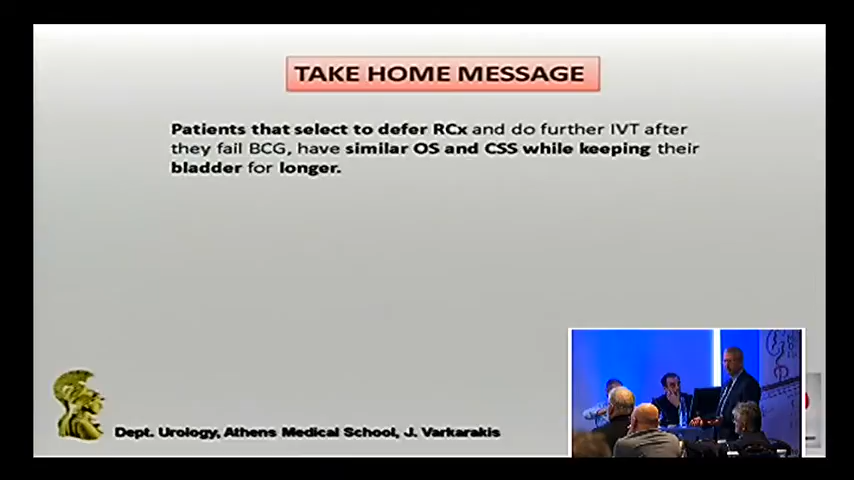 TAKE HOME MESSAGE
Patients that select to defer RCx and do further IVT after
they fail BCG, have similar OS and CSS while keeping their
bladder for longer.
Dept. Urology, Athens Medical School, J. Varkarakis